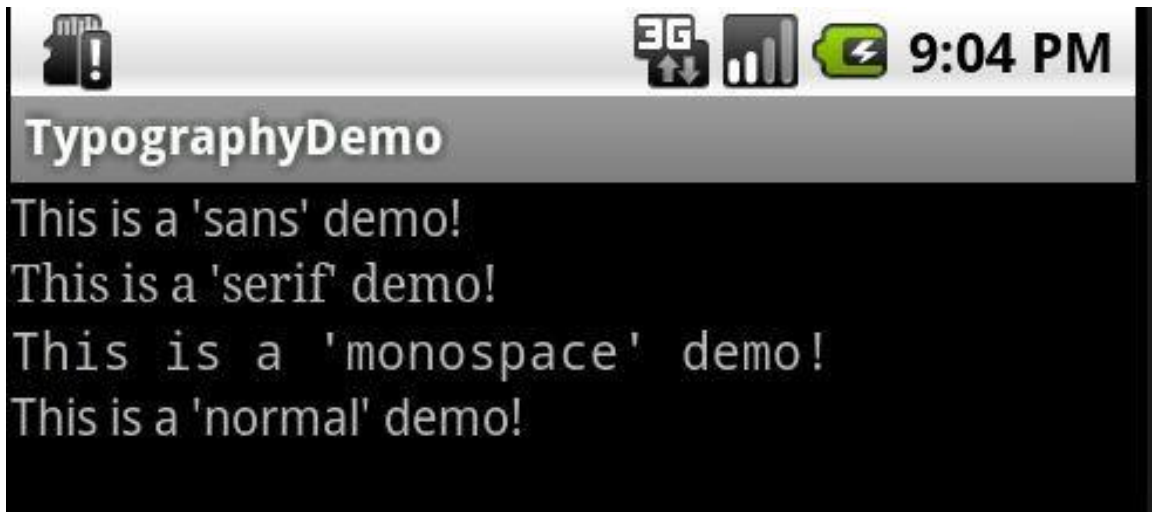 3G 9:04 PM
TypographyDemo
This is a 'sans' demo!
This is a 'serif' demo!
This is a 'monospace' demo!
This is a 'normal' demo!